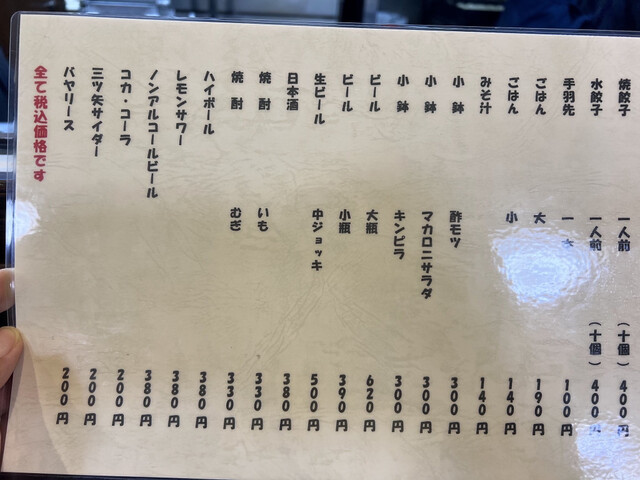 焼餃子 一人前 (十個) 400円
水餃子 一人前 (十個) 400円
手羽先 一本 100円
ごはん 大 190円
ごはん 小 140円
みそ汁 140円
小鉢 酢モツ 300円
小鉢 マカロニサラダ 300円
小鉢 キンピラ 300円
ビール 大瓶 620円
ビール 小瓶 390円
生ビール 中ジョッキ 500円
日本酒 380円
焼酎 いも 330円
焼酎 むぎ 330円
ハイボール 380円
レモンサワー 380円
ノンアルコールビール 380円
コカ・コーラ 200円
三ツ矢サイダー 200円
バヤリース 200円
全て税込価格です